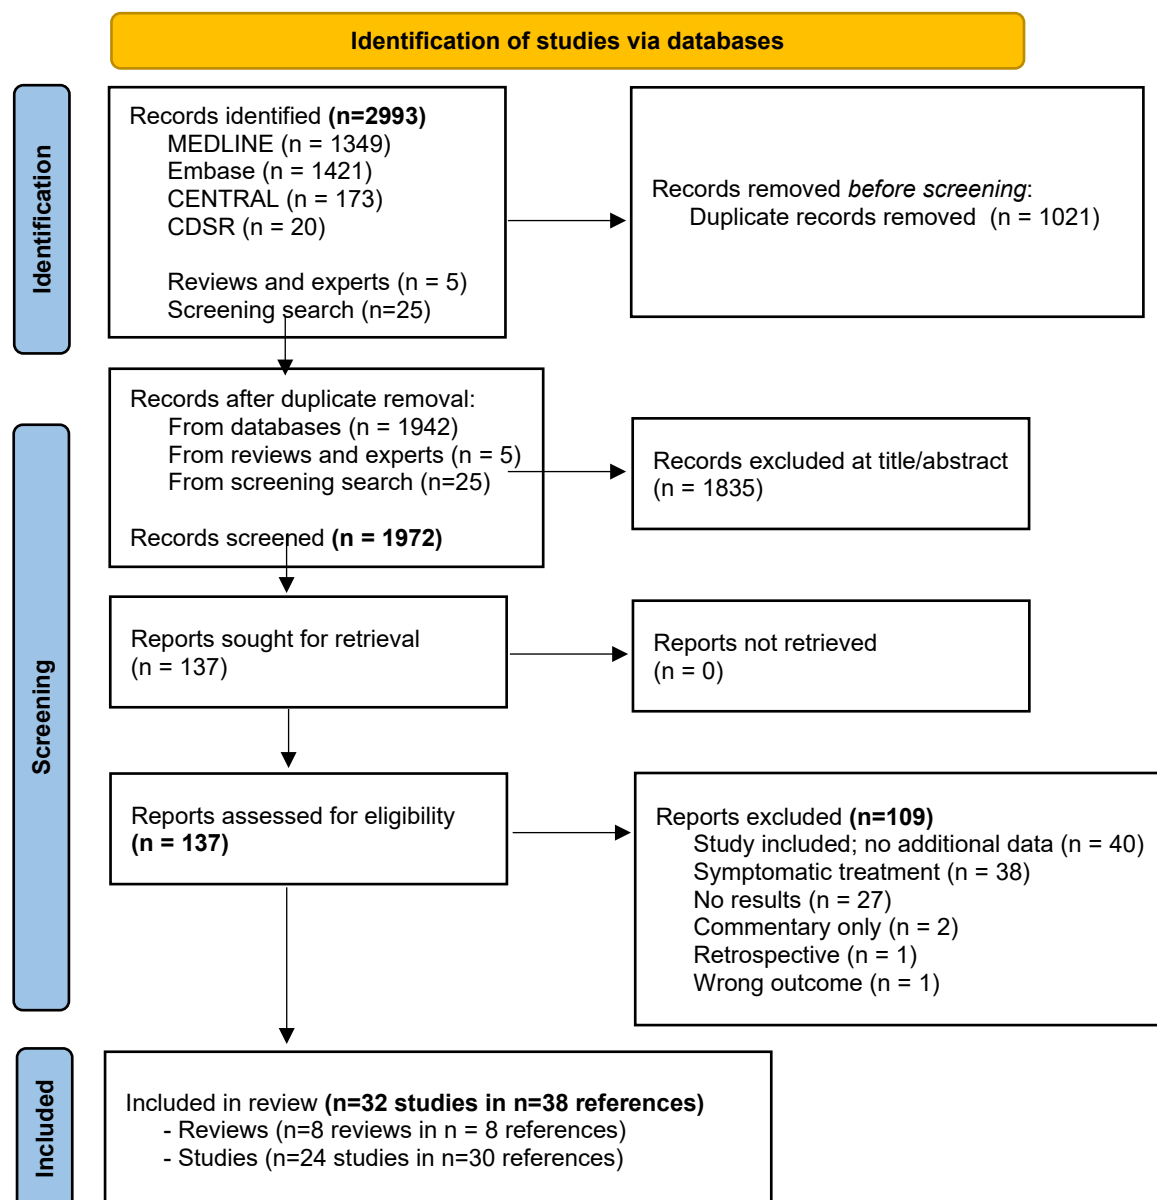 Identification of studies via databases
Identification
Records identified (n=2993)
MEDLINE (n = 1349)
Embase (n = 1421)
CENTRAL (n = 173)
CDSR (n = 20)
Reviews and experts (n = 5)
Screening search (n=25)
Records removed before screening:
Duplicate records removed (n = 1021)
Screening
Records after duplicate removal:
From databases (n = 1942)
From reviews and experts (n = 5)
From screening search (n=25)
Records screened (n = 1972)
Records excluded at title/abstract
(n = 1835)
Reports sought for retrieval
(n = 137)
Reports not retrieved
(n = 0)
Reports assessed for eligibility
(n = 137)
Reports excluded (n=109)
Study included; no additional data (n = 40)
Symptomatic treatment (n = 38)
No results (n = 27)
Commentary only (n = 2)
Retrospective (n = 1)
Wrong outcome (n = 1)
Included
Included in review (n=32 studies in n=38 references)
- Reviews (n=8 reviews in n = 8 references)
- Studies (n=24 studies in n=30 references)